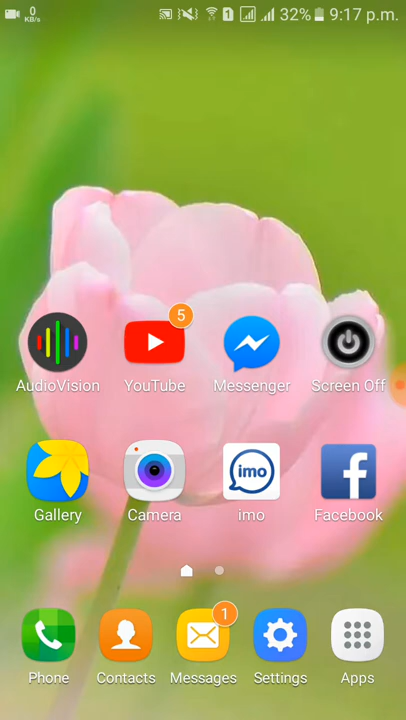 0 KB/s 1 32% 9:17 p.m.
5
AudioVision YouTube Messenger Screen Off
imo
Gallery Camera imo Facebook
1
Phone Contacts Messages Settings Apps